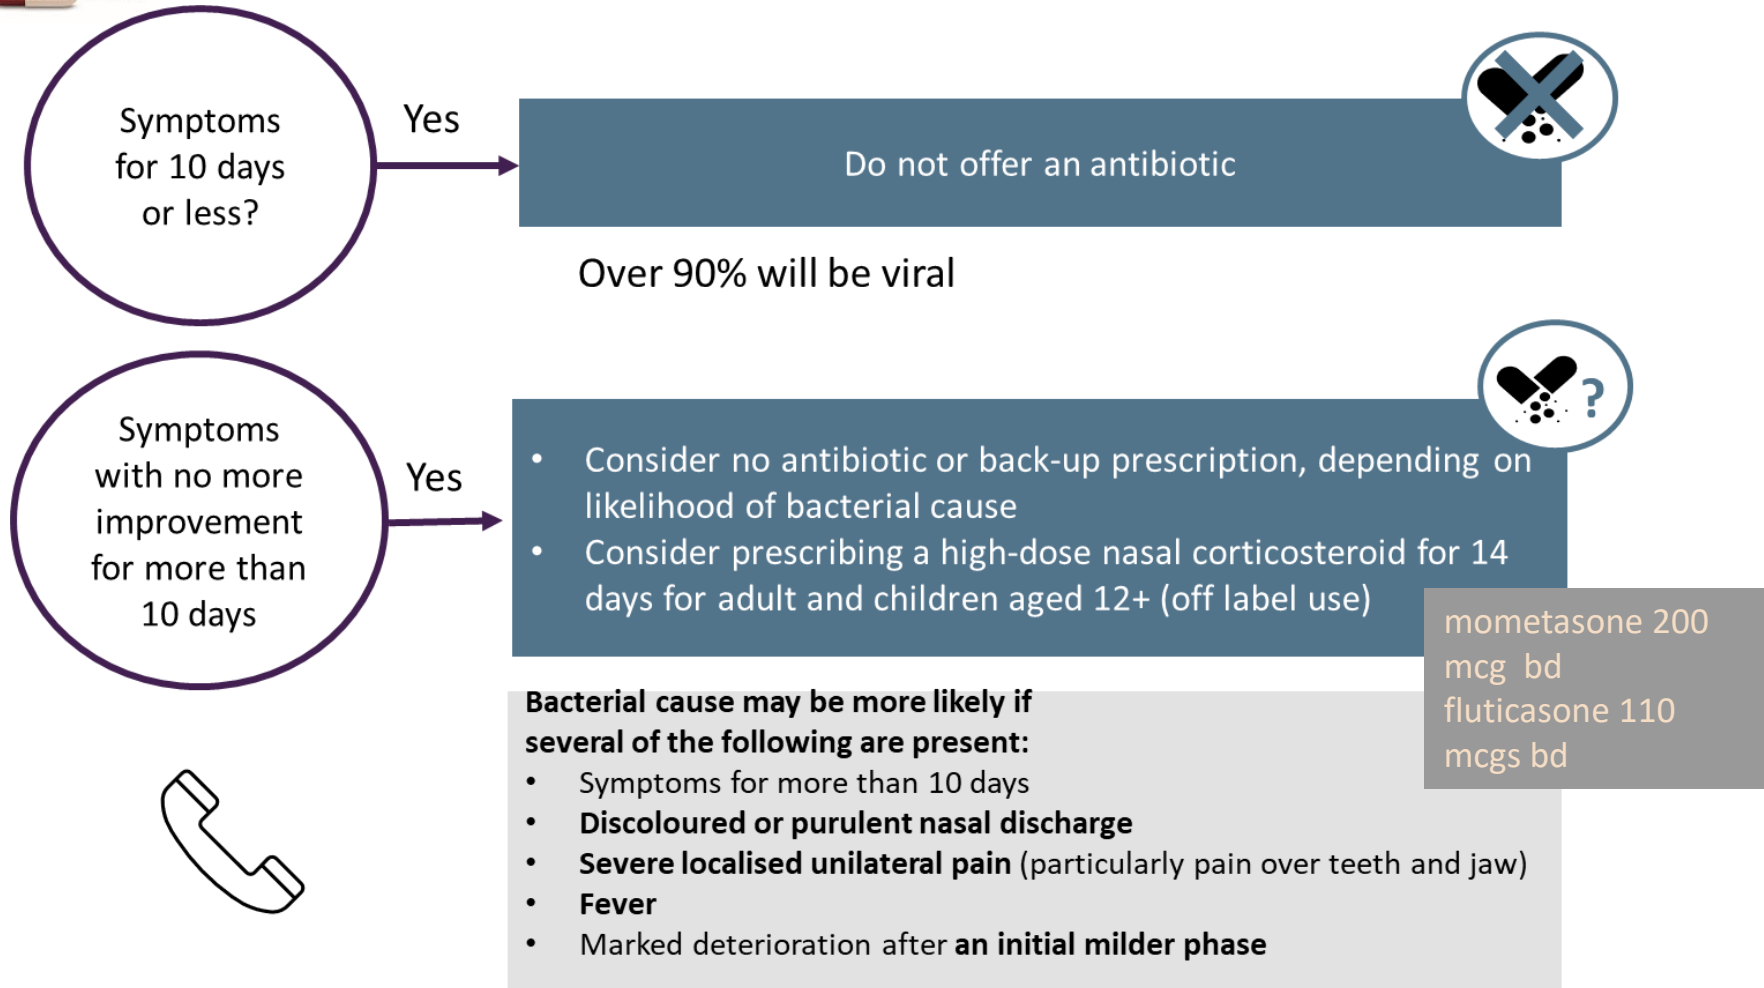 Symptoms
for 10 days
or less?
Yes
Do not offer an antibiotic
Over 90% will be viral
Symptoms
with no more
improvement
for more than
10 days
Yes
?
• Consider no antibiotic or back-up prescription, depending on
likelihood of bacterial cause
• Consider prescribing a high-dose nasal corticosteroid for 14
days for adult and children aged 12+ (off label use)
mometasone 200
mcg bd
fluticasone 110
mcgs bd
Bacterial cause may be more likely if
several of the following are present:
• Symptoms for more than 10 days
• Discoloured or purulent nasal discharge
• Severe localised unilateral pain (particularly pain over teeth and jaw)
• Fever
• Marked deterioration after an initial milder phase